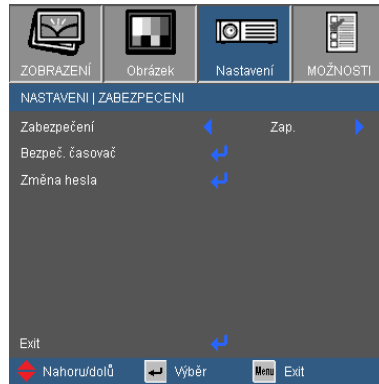 ZOBRAZENÍ Obrázek Nastavení MOŽNOSTI
NASTAVENI | ZABEZPECENI
Zabezpečení Zap.
Bezpeč. časovač
Změna hesla
Exit
Nahoru/dolů Výběr Menu Exit